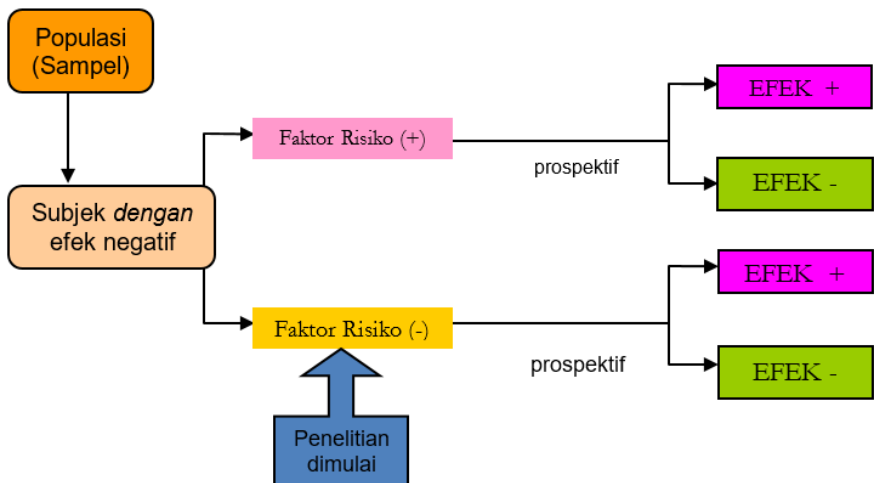 Populasi
(Sampel)
Subjek dengan
efek negatif
Faktor Risiko (+)
prospektif
EFEK +
EFEK -
Faktor Risiko (-)
prospektif
EFEK +
EFEK -
Penelitian
dimulai